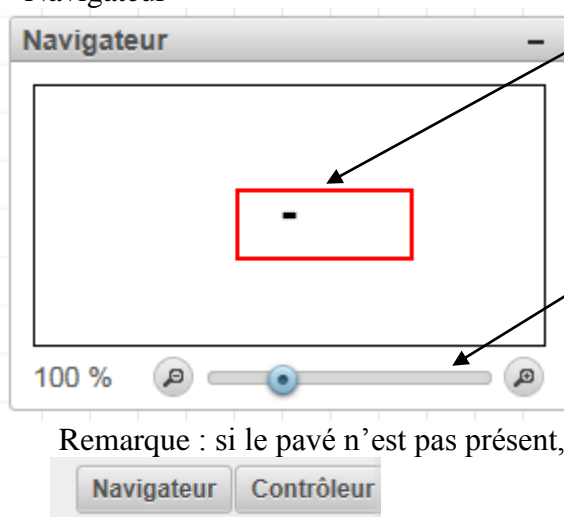 Navigateur
Navigateur
100 %
Remarque : si le pavé n’est pas présent,
Navigateur Contrôleur